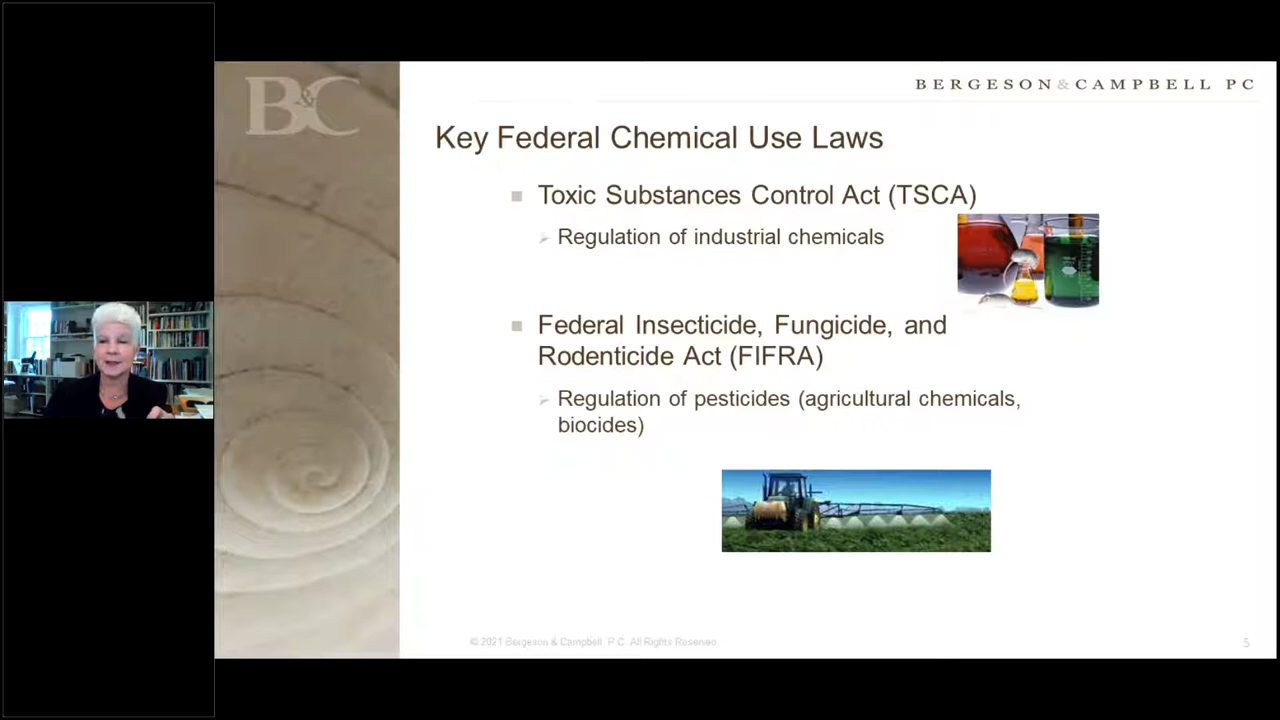 B&C
BERGESON&CAMPBELL PC
Key Federal Chemical Use Laws
Toxic Substances Control Act (TSCA)
Regulation of industrial chemicals
Federal Insecticide, Fungicide, and
Rodenticide Act (FIFRA)
Regulation of pesticides (agricultural chemicals,
biocides)
© 2021 Bergeson & Campbell P.C. All Rights Reserved
5